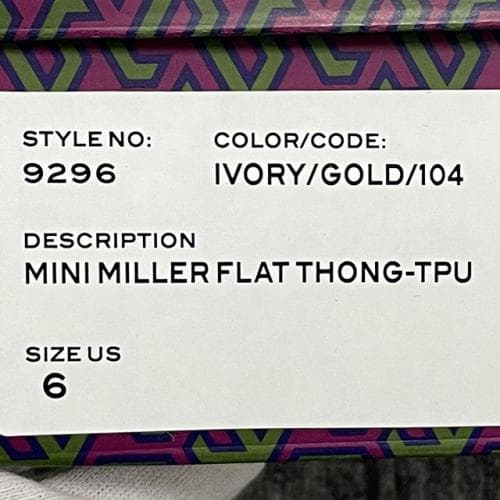 STYLE NO: COLOR/CODE:
9296 IVORY/GOLD/104
DESCRIPTION
MINI MILLER FLAT THONG-TPU
SIZE US
6